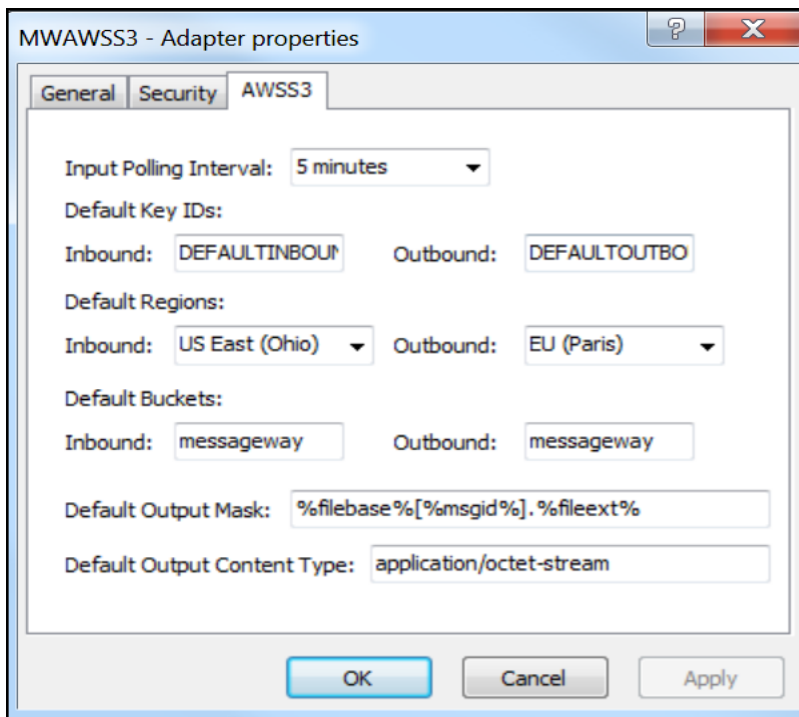 MWAWSS3 - Adapter properties
General Security AWSS3
Input Polling Interval: 5 minutes
Default Key IDs:
Inbound: DEFAULTINBOUN Outbound: DEFAULTOUTBO
Default Regions:
Inbound: US East (Ohio) Outbound: EU (Paris)
Default Buckets:
Inbound: messageway Outbound: messageway
Default Output Mask: %filebase%[%msgid%].%fileext%
Default Output Content Type: application/octet-stream
OK Cancel Apply